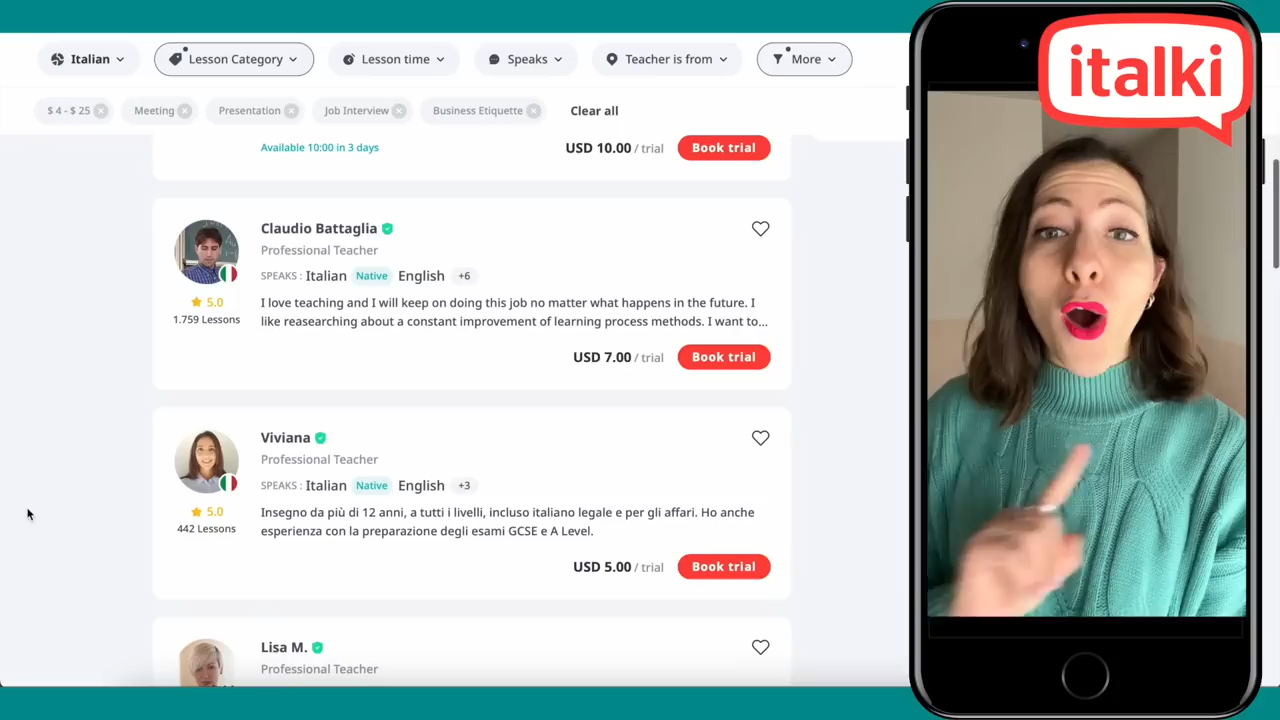 Italian
Lesson Category
Lesson time
Speaks
Teacher is from
More
$ 4 - $ 25
Meeting
Presentation
Job Interview
Business Etiquette
Clear all
Available 10:00 in 3 days
USD 10.00 / trial
Book trial
Claudio Battaglia
Professional Teacher
SPEAKS : Italian Native English +6
5.0
1.759 Lessons
I love teaching and I will keep on doing this job no matter what happens in the future. I
like reasearching about a constant improvement of learning process methods. I want to...
USD 7.00 / trial
Book trial
Viviana
Professional Teacher
SPEAKS : Italian Native English +3
5.0
442 Lessons
Insegno da più di 12 anni, a tutti i livelli, incluso italiano legale e per gli affari. Ho anche
esperienza con la preparazione degli esami GCSE e A Level.
USD 5.00 / trial
Book trial
Lisa M.
Professional Teacher
italki